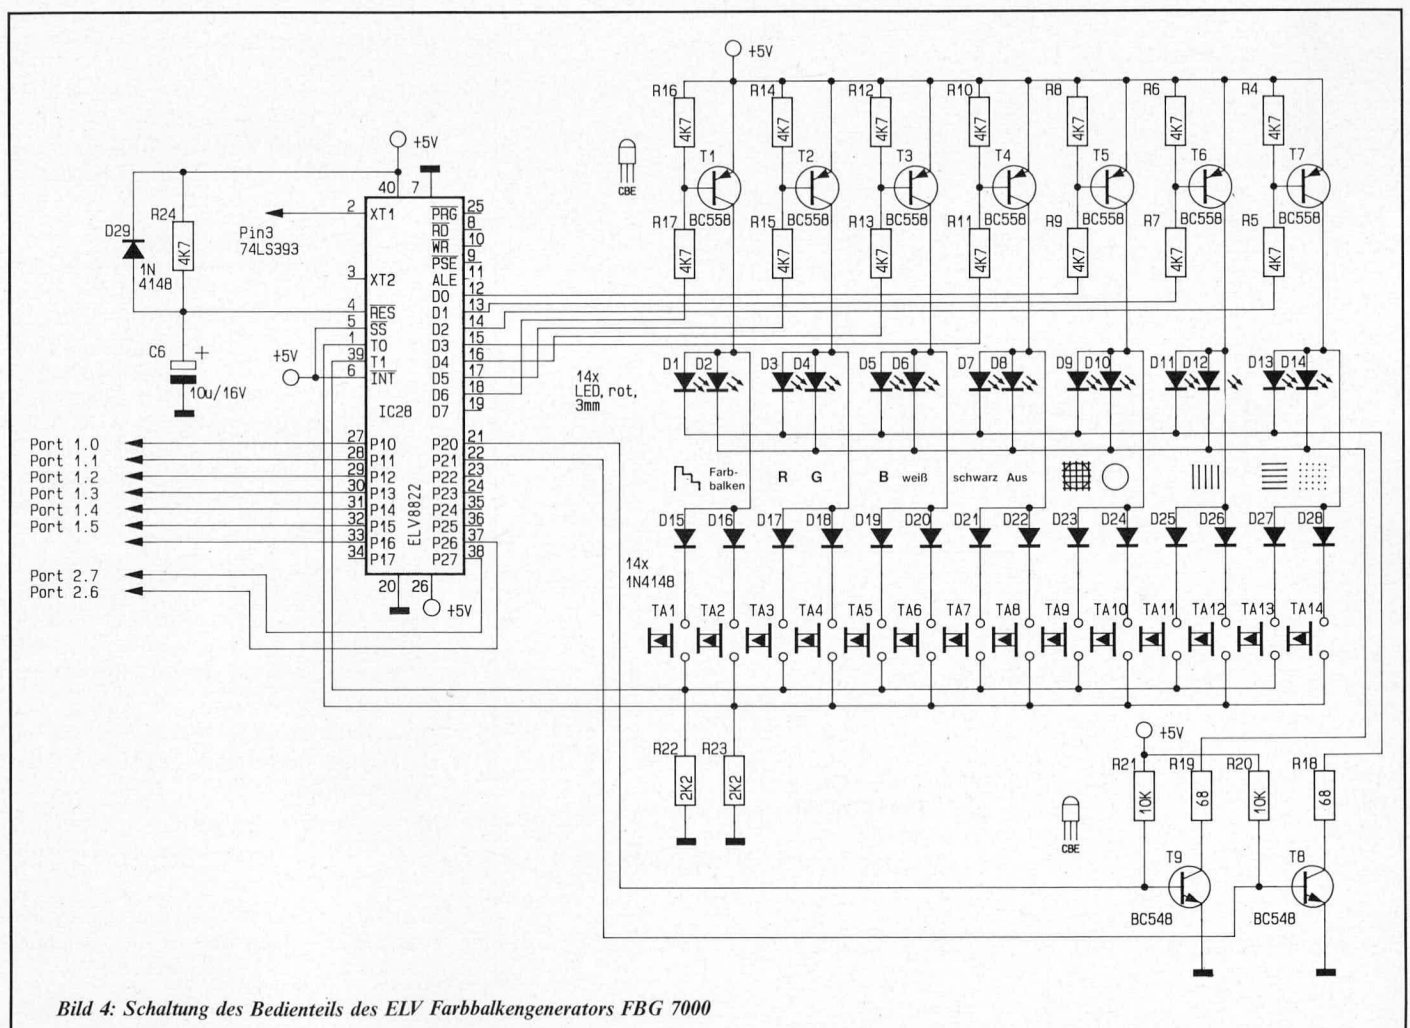 +5V
R16 R14 R12 R10 R8 R6 R4
4K7 4K7 4K7 4K7 4K7 4K7 4K7
CBE
T1 T2 T3 T4 T5 T6 T7
BC558 BC558 BC558 BC558 BC558 BC558 BC558
R17 R15 R13 R11 R9 R7 R5
4K7 4K7 4K7 4K7 4K7 4K7 4K7
+5V
40 7
2 XT1 PRG 25
RD 8
WR 10
3 XT2 PSE 9
ALE 11
D0 12
4 RES D1 13
5 SS D2 14
1 T0 D3 15
39 T1 D4 16
6 INT D5 17
D6 18
IC28 D7 19
27 P10 P20 21
28 P11 P21 22
29 P12 P22 23
30 P13 P23 24
31 P14 P24 35
32 P15 P25 36
33 P16 P26 37
34 P17 P27 38
ELV8822
20 26
+5V
Pin3
74LS393
D29
1N
4148
R24
4K7
C6 +
10u/16V
+5V
Port 1.0
Port 1.1
Port 1.2
Port 1.3
Port 1.4
Port 1.5
Port 2.7
Port 2.6
D1 D2 D3 D4 D5 D6 D7 D8 D9 D10 D11 D12 D13 D14
14x
LED, rot,
3mm
Farb-
balken
R G B weiß schwarz Aus
D15 D16 D17 D18 D19 D20 D21 D22 D23 D24 D25 D26 D27 D28
14x
1N4148
TA1 TA2 TA3 TA4 TA5 TA6 TA7 TA8 TA9 TA10 TA11 TA12 TA13 TA14
R22 R23
2K2 2K2
+5V
R21 R19 R20 R18
10K 68 10K 68
CBE
T9 T8
BC548 BC548
Bild 4: Schaltung des Bedienteils des ELV Farbbalkengenerators FBG 7000